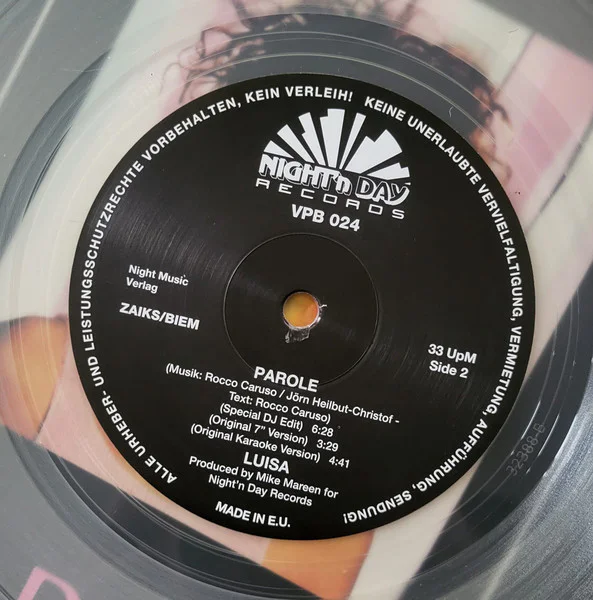 ALLE URHEBER- UND LEISTUNGSSCHUTZRECHTE VORBEHALTEN, KEIN VERLEIH! KEINE UNERLAUBTE VERVIELFÄLTIGUNG, VERMIETUNG, AUFFÜHRUNG, SENDUNG!
NIGHT'n DAY
RECORDS
VPB 024
Night Music
Verlag
ZAIKS/BIEM
33 UpM
Side 2
PAROLE
(Musik: Rocco Caruso / Jörn Heilbut-Christof -
Text: Rocco Caruso)
(Special DJ Edit) 6:28
(Original 7" Version) 3:29
(Original Karaoke Version) 4:41
LUISA
Produced by Mike Mareen for
Night'n Day Records
MADE IN E.U.